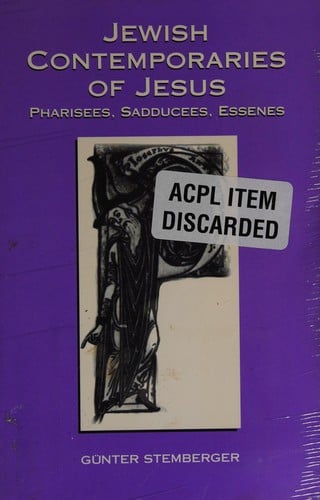 JEWISH
CONTEMPORARIES
OF JESUS
PHARISEES, SADDUCEES, ESSENES
ACPL ITEM
DISCARDED
GÜNTER STEMBERGER